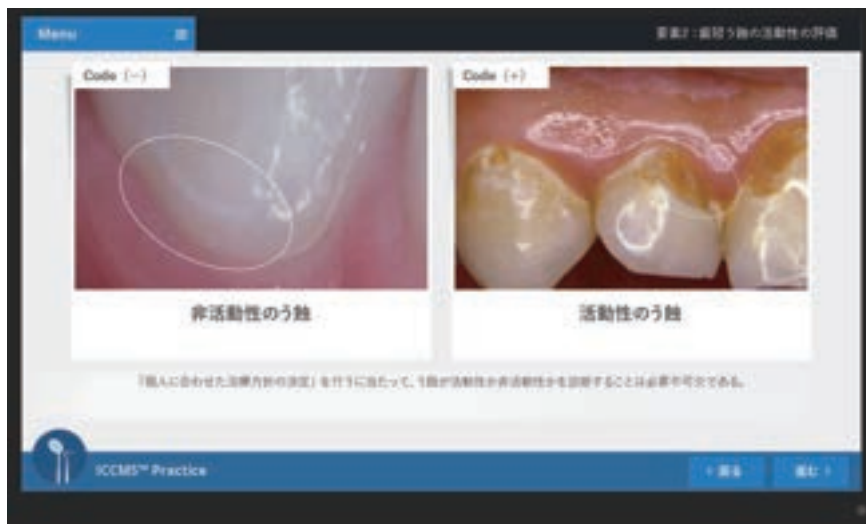 Menu
要素2：歯冠う蝕の活動性の評価
Code (−)
Code (+)
非活動性のう蝕
活動性のう蝕
「個人に合わせた治療方針の決定」を行うに当たって、う蝕が活動性か非活動性かを診断することは必要不可欠である。
ICCMS™ Practice
戻る
進む